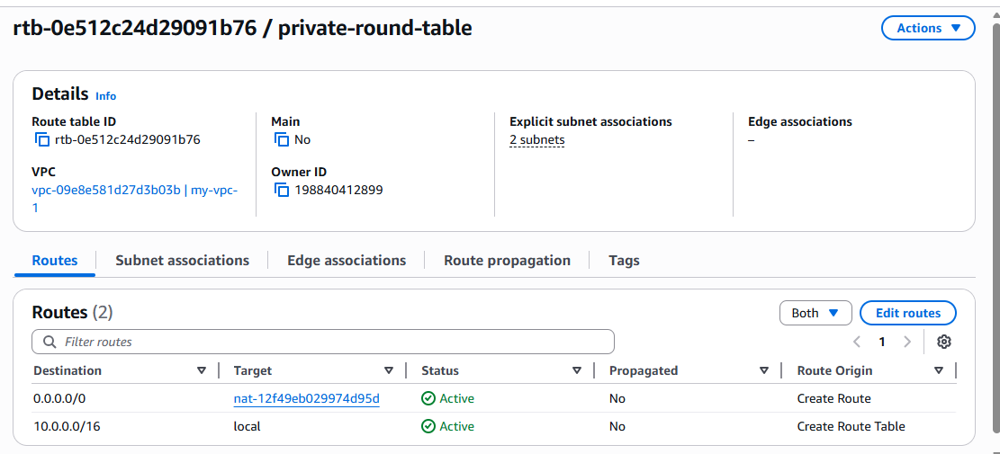 rtb-0e512c24d29091b76 / private-round-table
Actions
Details Info
Route table ID
rtb-0e512c24d29091b76
Main
No
Explicit subnet associations
2 subnets
Edge associations
–
VPC
vpc-09e8e581d27d3b03b | my-vpc-
1
Owner ID
198840412899
Routes
Subnet associations
Edge associations
Route propagation
Tags
Routes (2)
Both
Edit routes
Filter routes
1
Destination Target Status Propagated Route Origin
0.0.0.0/0 nat-12f49eb029974d95d Active No Create Route
10.0.0.0/16 local Active No Create Route Table